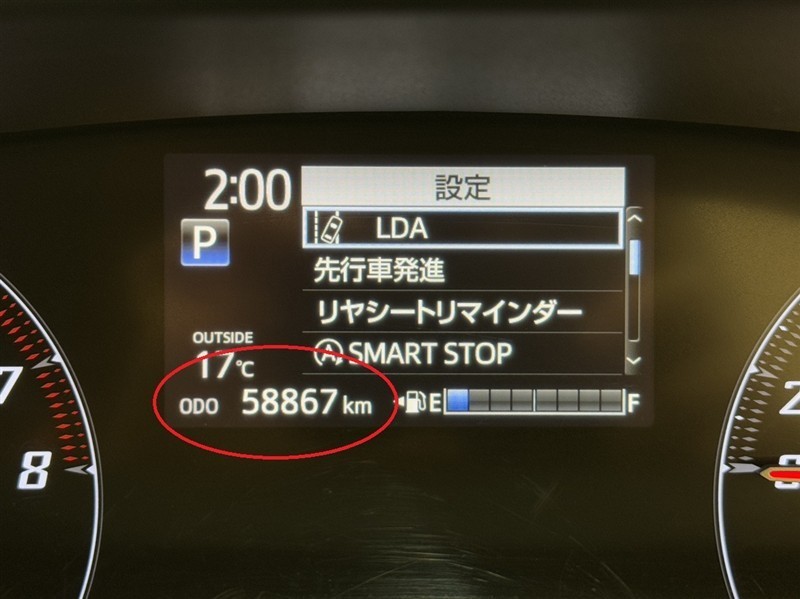 2:00
設定
P
LDA
先行車発進
リヤシートリマインダー
OUTSIDE
17℃
SMART STOP
ODO 58867 km
E F
7
8
2